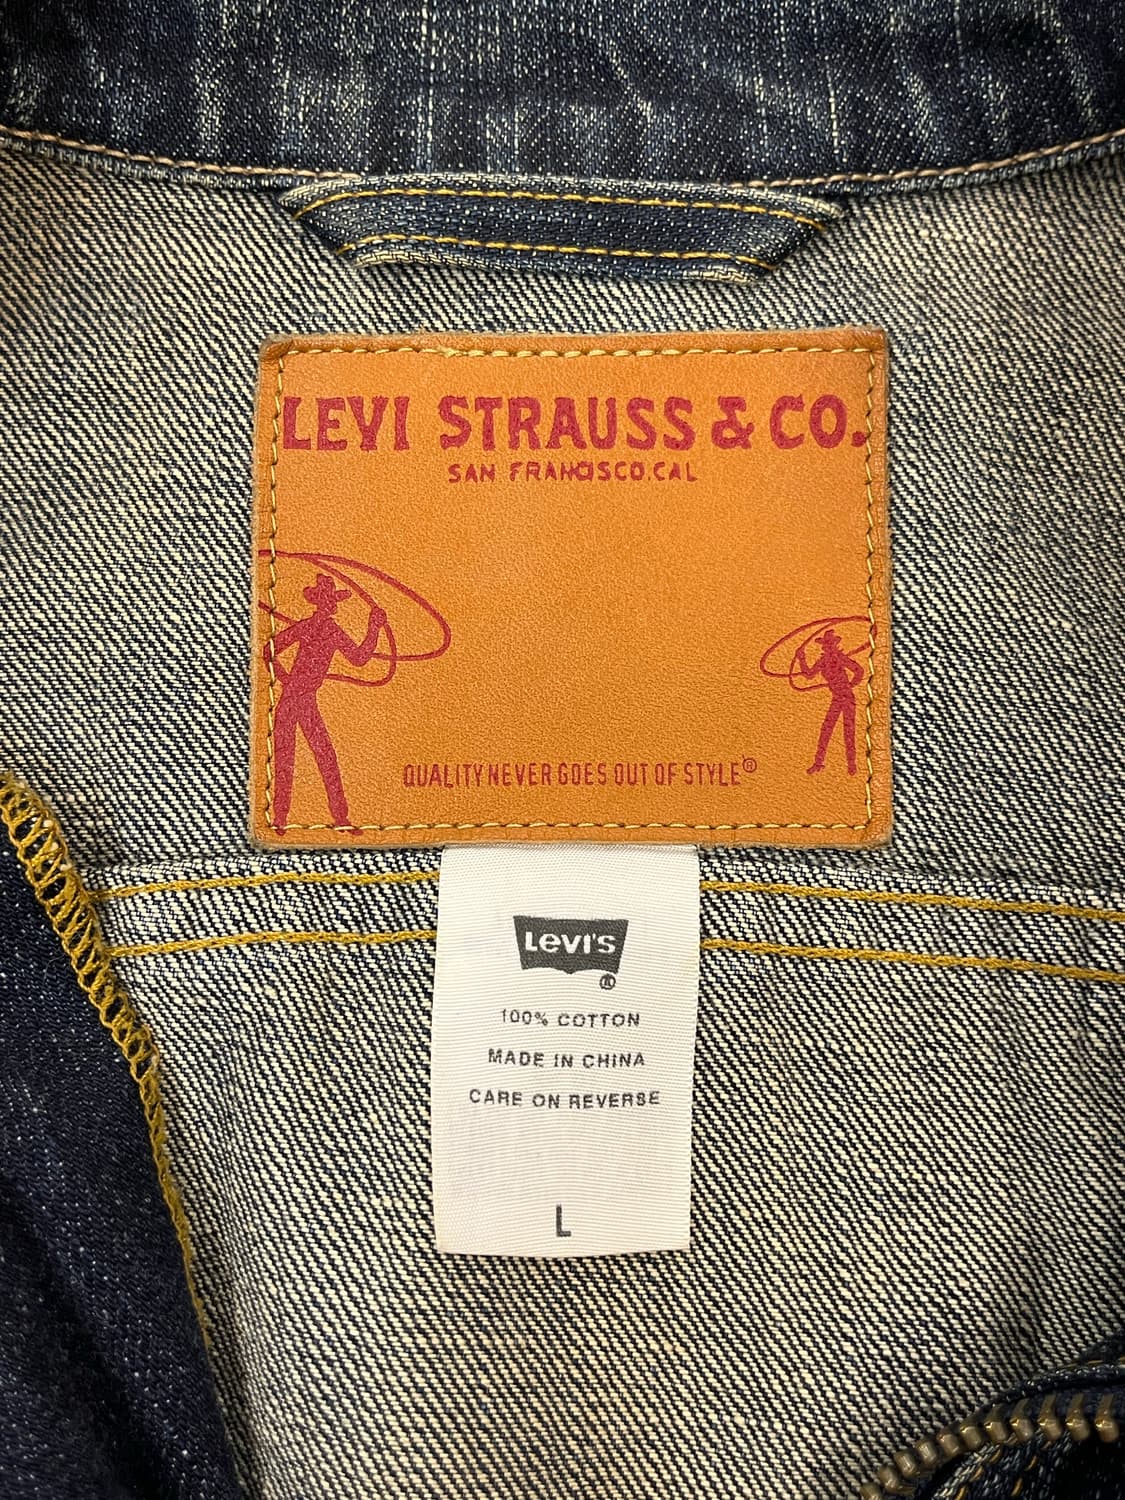 LEVI STRAUSS & CO.
SAN FRANCISCO.CAL
QUALITY NEVER GOES OUT OF STYLE®
Levi's
®
100% COTTON
MADE IN CHINA
CARE ON REVERSE
L